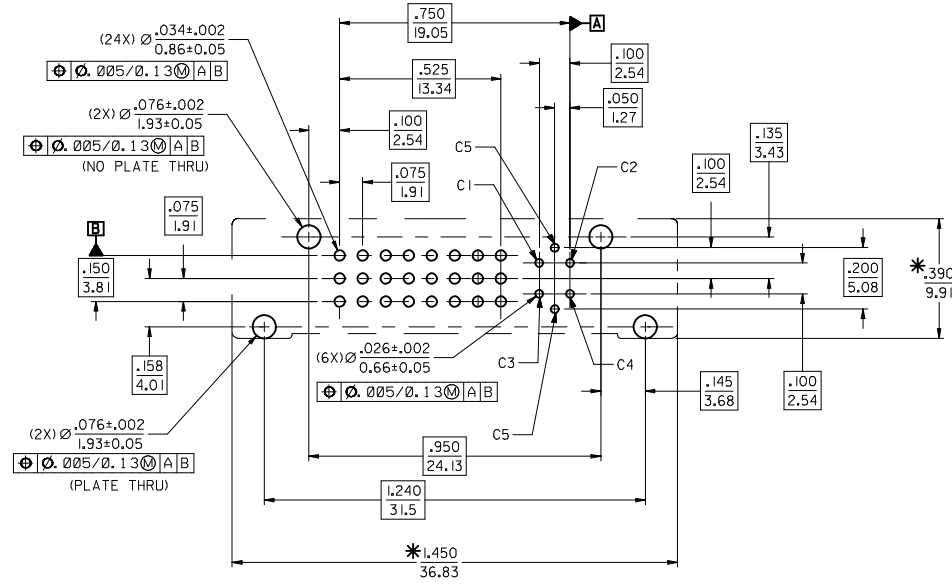 .750
19.05
A
(24X) Ø .034±.002
0.86±0.05
⌖ Ø.005/0.13Ⓜ A B
.100
2.54
.525
13.34
(2X) Ø .076±.002
1.93±0.05
⌖ Ø.005/0.13Ⓜ A B
(NO PLATE THRU)
.050
1.27
.100
2.54
.135
3.43
C5
C1
C2
.100
2.54
.075
1.91
.075
1.91
B
.150
3.81
.200
5.08
✳.390
9.91
(6X) Ø .026±.002
0.66±0.05
⌖ Ø.005/0.13Ⓜ A B
C3
C4
C5
.158
4.01
.145
3.68
.100
2.54
(2X) Ø .076±.002
1.93±0.05
⌖ Ø.005/0.13Ⓜ A B
(PLATE THRU)
.950
24.13
1.240
31.5
✳1.450
36.83